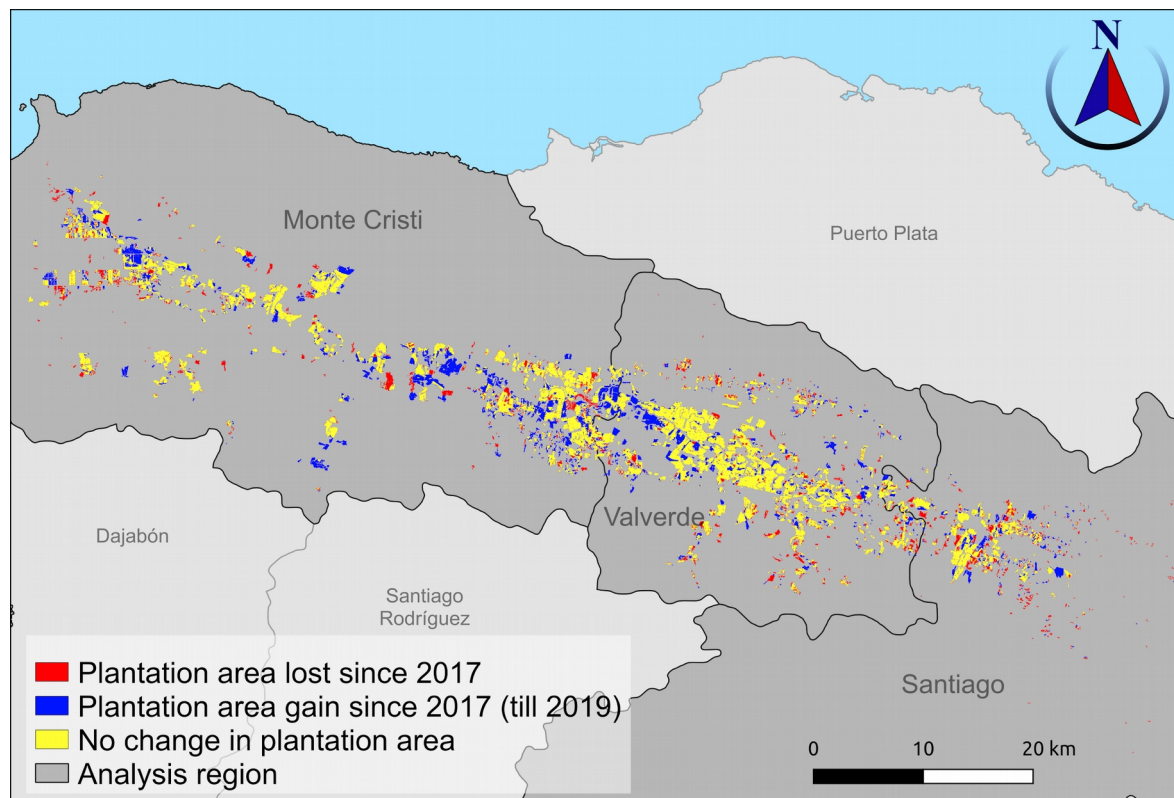 N
Monte Cristi
Puerto Plata
Valverde
Dajabón
Santiago
Rodríguez
Santiago
Plantation area lost since 2017
Plantation area gain since 2017 (till 2019)
No change in plantation area
Analysis region
0 10 20 km